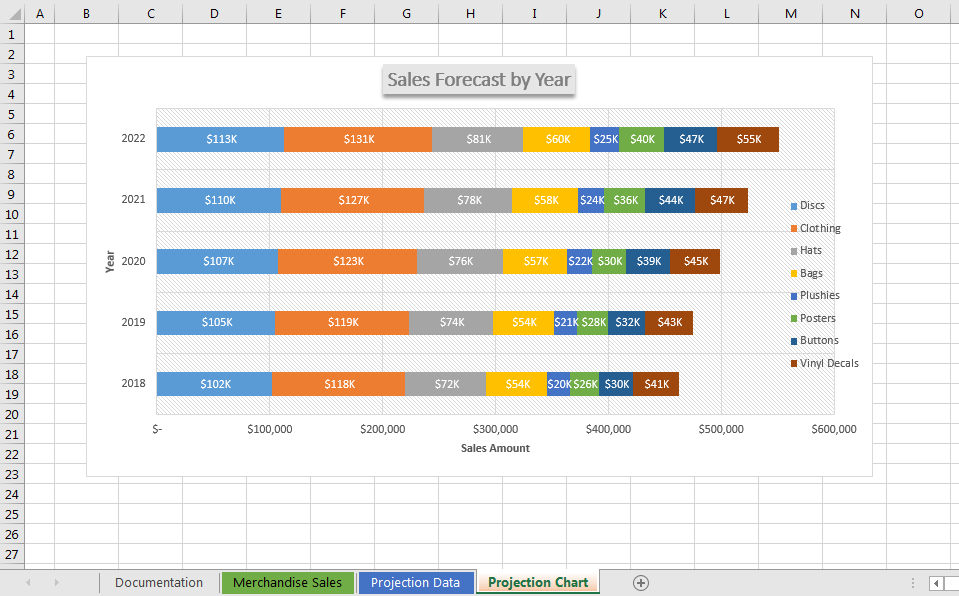 A B C D E F G H I J K L M N O
1
2
3
4
5
6
7
8
9
10
11
12
13
14
15
16
17
18
19
20
21
22
23
24
25
26
27
Sales Forecast by Year
2022 $113K $131K $81K $60K $25K $40K $47K $55K
2021 $110K $127K $78K $58K $24K $36K $44K $47K
2020 $107K $123K $76K $57K $22K $30K $39K $45K
2019 $105K $119K $74K $54K $21K $28K $32K $43K
2018 $102K $118K $72K $54K $20K $26K $30K $41K
Year
$- $100,000 $200,000 $300,000 $400,000 $500,000 $600,000
Sales Amount
Discs
Clothing
Hats
Bags
Plushies
Posters
Buttons
Vinyl Decals
Documentation Merchandise Sales Projection Data Projection Chart